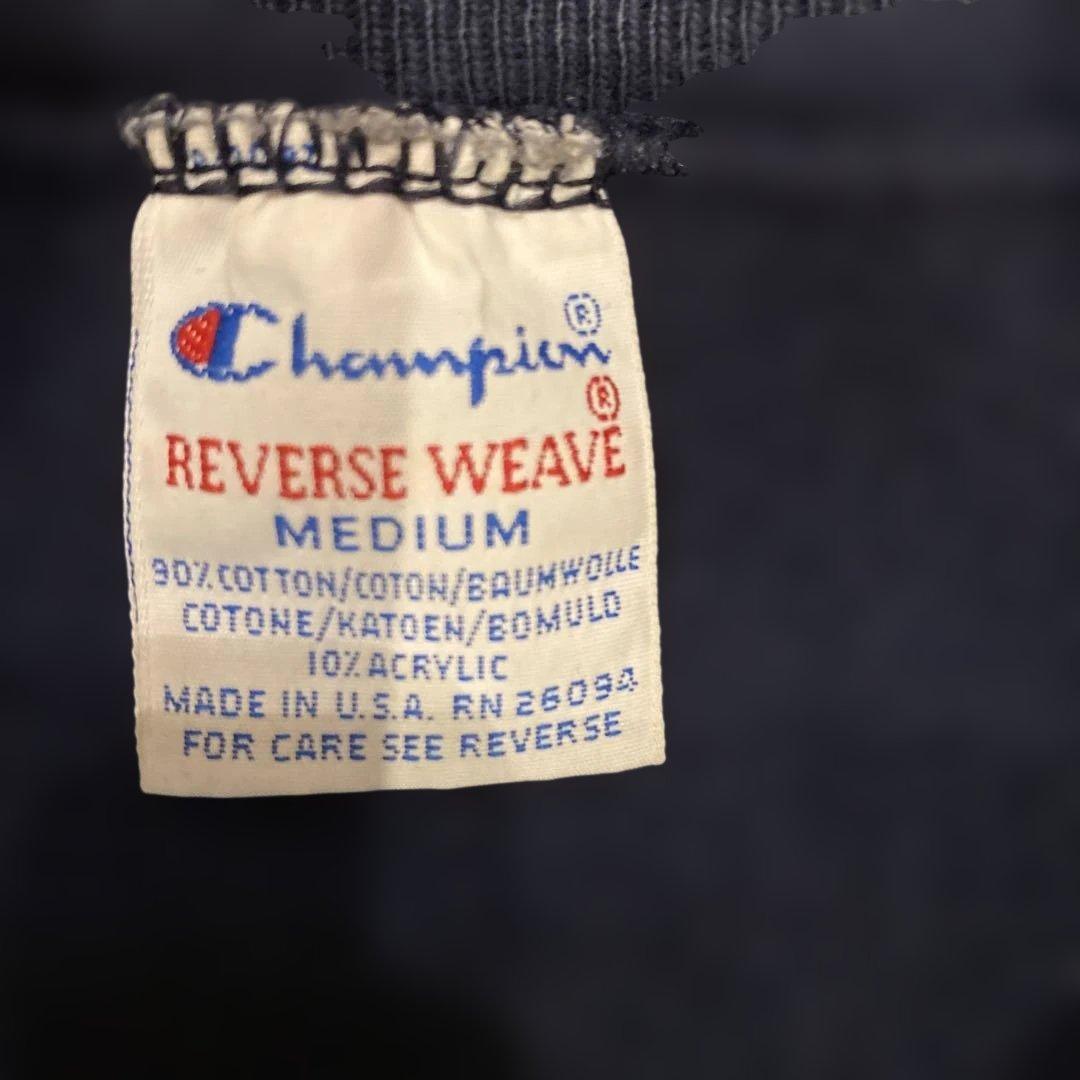 Champion®
®
REVERSE WEAVE
MEDIUM
90% COTTON/COTON/BAUMWOLLE
COTONE/KATOEN/BOMULD
10% ACRYLIC
MADE IN U.S.A. RN 26094
FOR CARE SEE REVERSE